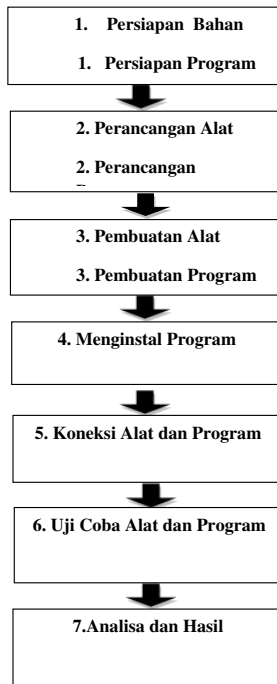 1. Persiapan Bahan
1. Persiapan Program
2. Perancangan Alat
2. Perancangan
3. Pembuatan Alat
3. Pembuatan Program
4. Menginstal Program
5. Koneksi Alat dan Program
6. Uji Coba Alat dan Program
7.Analisa dan Hasil